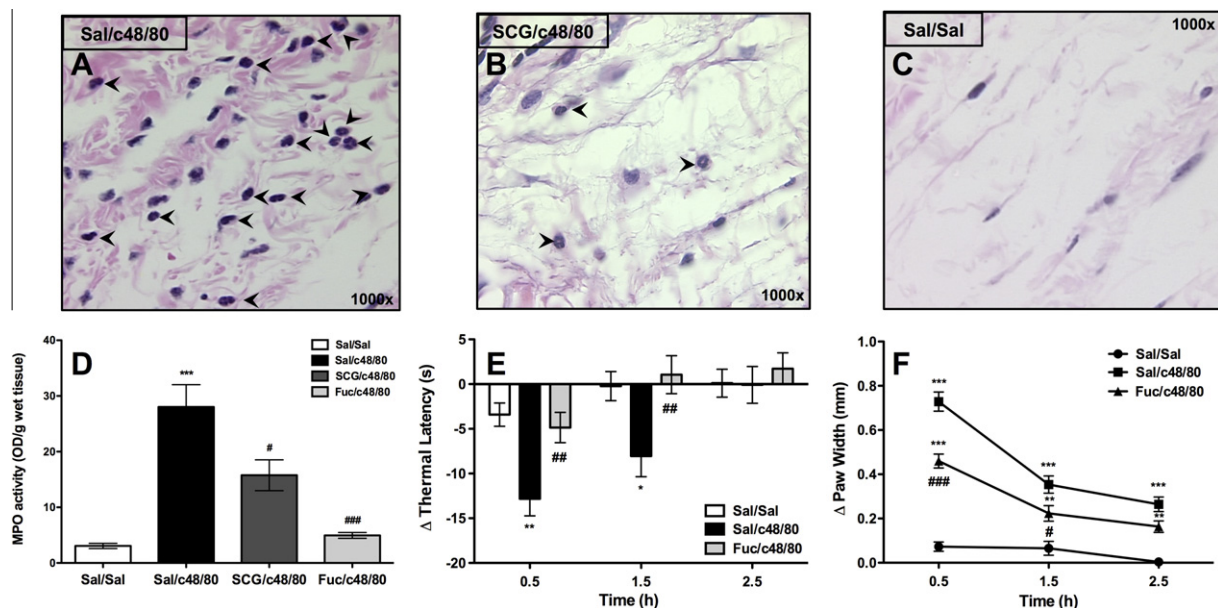 Sal/c48/80
A
1000x
SCG/c48/80
B
1000x
Sal/Sal
1000x
C
D
MPO activity (OD/g wet tissue)
40
30
20
10
0
Sal/Sal
Sal/c48/80
SCG/c48/80
Fuc/c48/80
***
#
###
Sal/Sal
Sal/c48/80
SCG/c48/80
Fuc/c48/80
E
Δ Thermal Latency (s)
5
0
-5
-10
-15
-20
**
##
*
##
Sal/Sal
Sal/c48/80
Fuc/c48/80
0.5
1.5
2.5
Time (h)
F
Δ Paw Width (mm)
1.0
0.8
0.6
0.4
0.2
0.0
Sal/Sal
Sal/c48/80
Fuc/c48/80
***
***
###
***
**
#
***
**
0.5
1.5
2.5
Time (h)